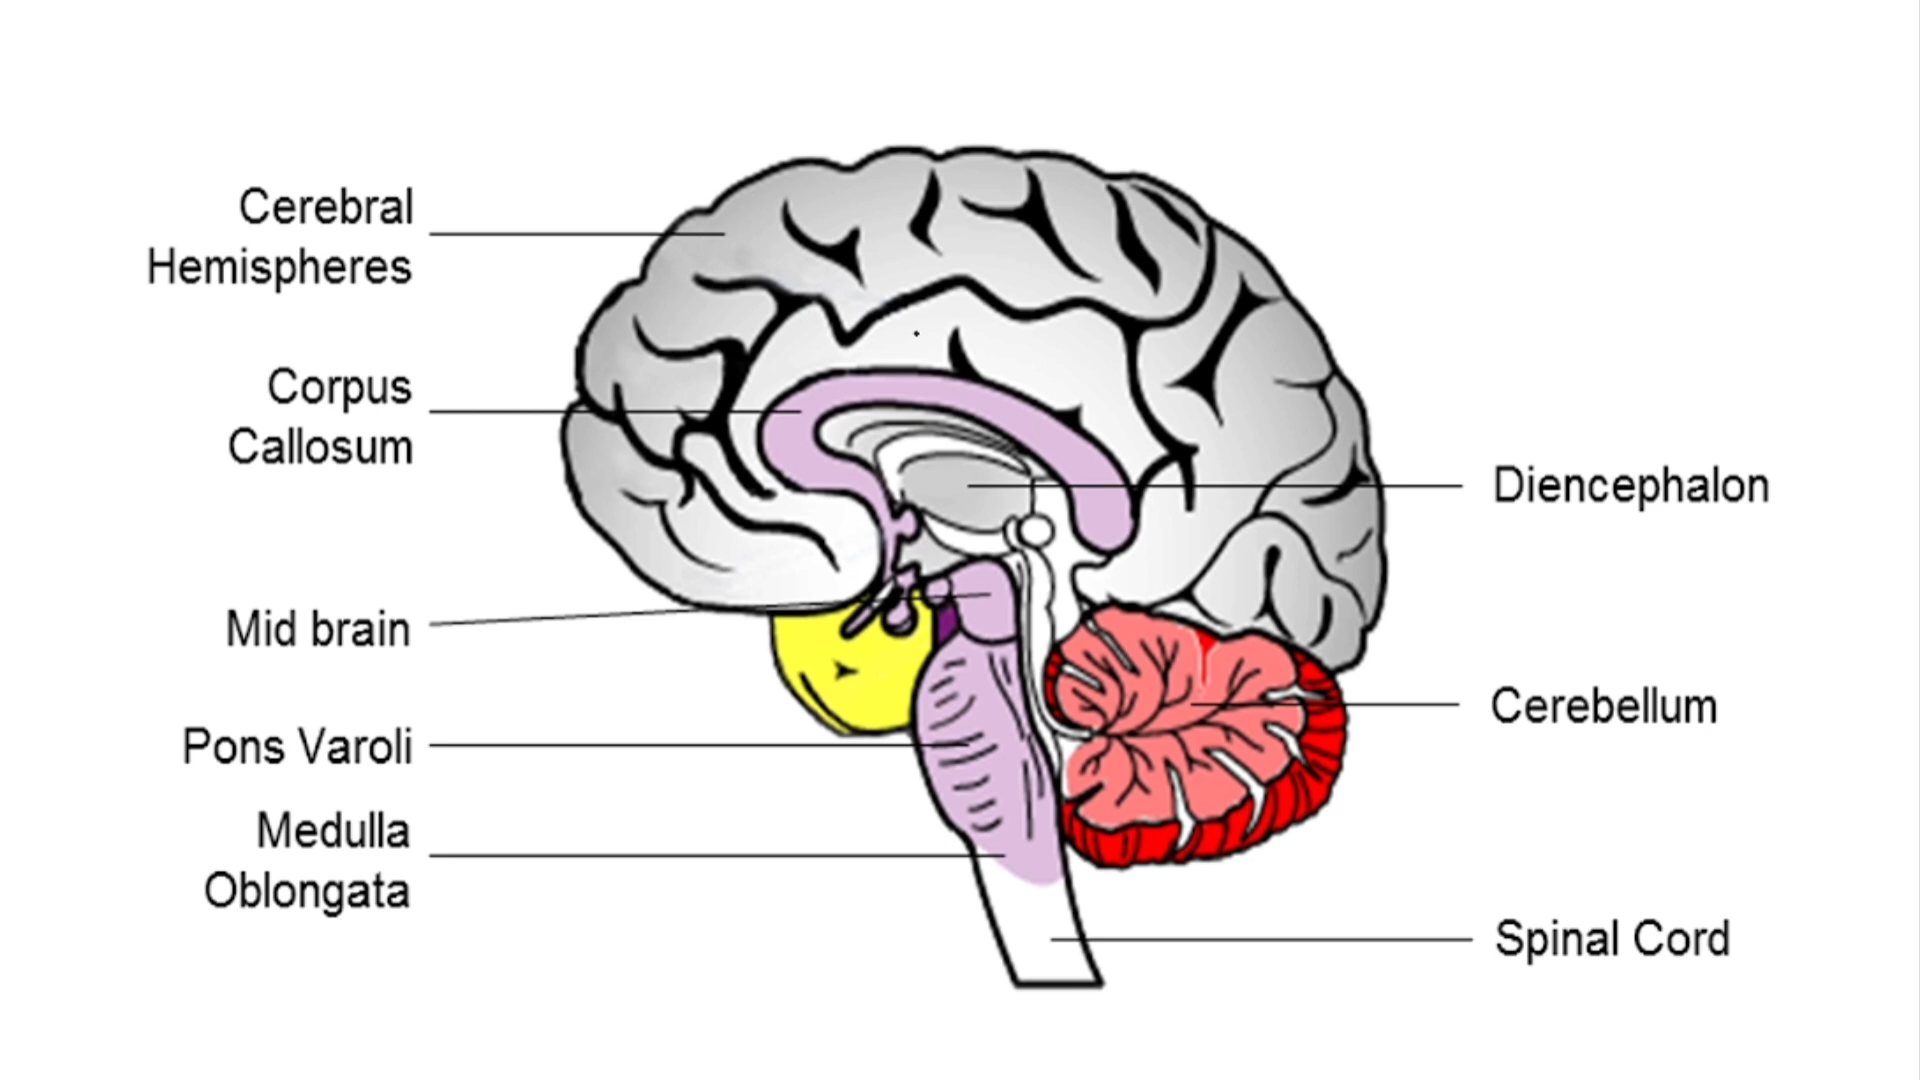 Cerebral
Hemispheres
Corpus
Callosum
Diencephalon
Mid brain
Cerebellum
Pons Varoli
Medulla
Oblongata
Spinal Cord